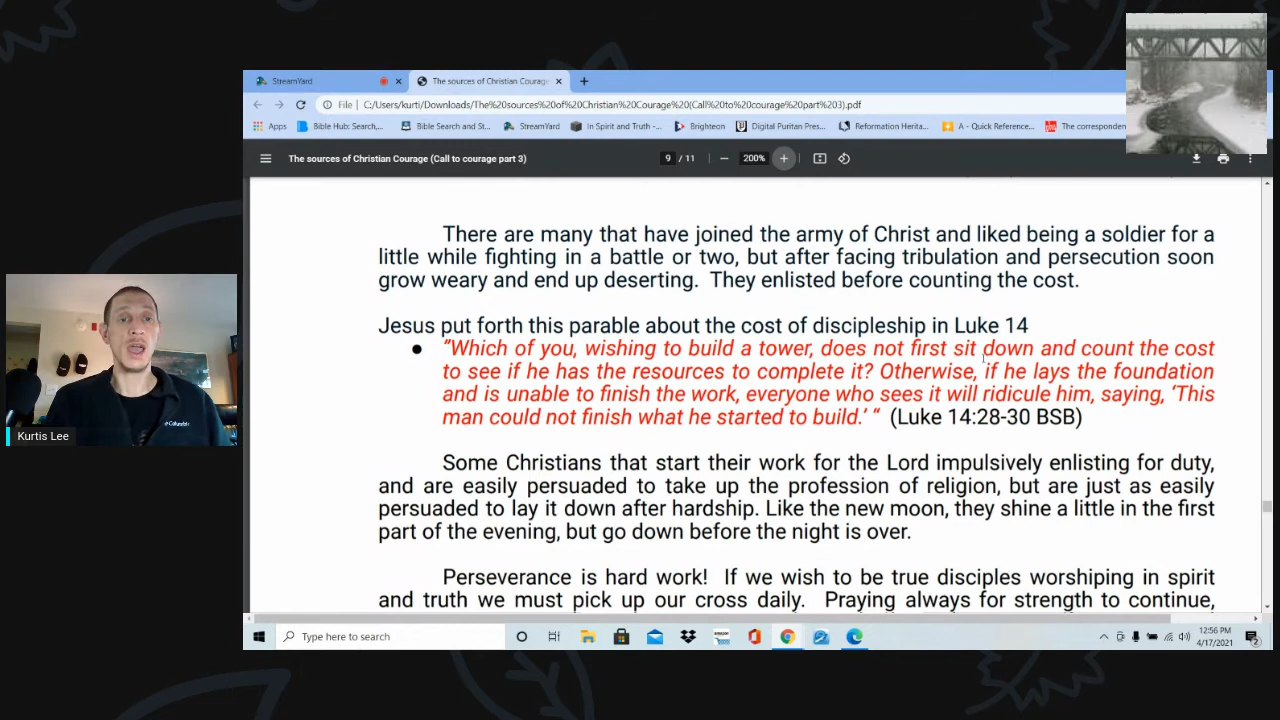 StreamYard
The sources of Christian Courage
File
C:/Users/kurti/Downloads/The%20sources%20of%20Christian%20Courage%20(Call%20to%20courage%20part%203).pdf
Apps
Bible Hub: Search,...
Bible Search and St...
StreamYard
In Spirit and Truth -...
Brighteon
Digital Puritan Pres...
Reformation Herita...
A - Quick Reference...
The corresponden
The sources of Christian Courage (Call to courage part 3)
9 / 11
200%
There are many that have joined the army of Christ and liked being a soldier for a
little while fighting in a battle or two, but after facing tribulation and persecution soon
grow weary and end up deserting. They enlisted before counting the cost.
Jesus put forth this parable about the cost of discipleship in Luke 14
● "Which of you, wishing to build a tower, does not first sit down and count the cost
to see if he has the resources to complete it? Otherwise, if he lays the foundation
and is unable to finish the work, everyone who sees it will ridicule him, saying, ‘This
man could not finish what he started to build.’ “ (Luke 14:28-30 BSB)
Kurtis Lee
Columbia
Some Christians that start their work for the Lord impulsively enlisting for duty,
and are easily persuaded to take up the profession of religion, but are just as easily
persuaded to lay it down after hardship. Like the new moon, they shine a little in the first
part of the evening, but go down before the night is over.
Perseverance is hard work! If we wish to be true disciples worshiping in spirit
and truth we must pick up our cross daily. Praying always for strength to continue,
Type here to search
12:56 PM
4/17/2021